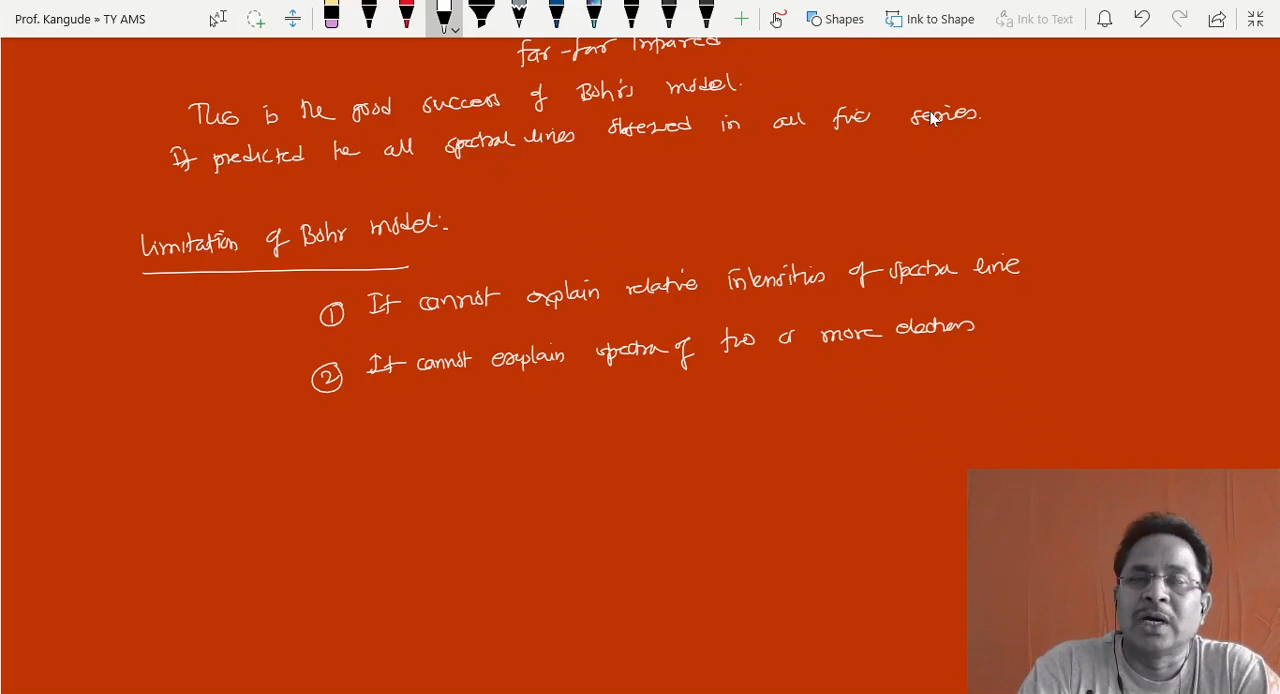 Prof. Kangude » TY AMS
Shapes
Ink to Shape
Ink to Text
far-far Infrared
This is the good success of Bohr's model.
It predicted the all spectral lines observed in all five series.
Limitation of Bohr model:
① It cannot explain relative intensities of spectra line
② It cannot explain spectra of two or more electrons